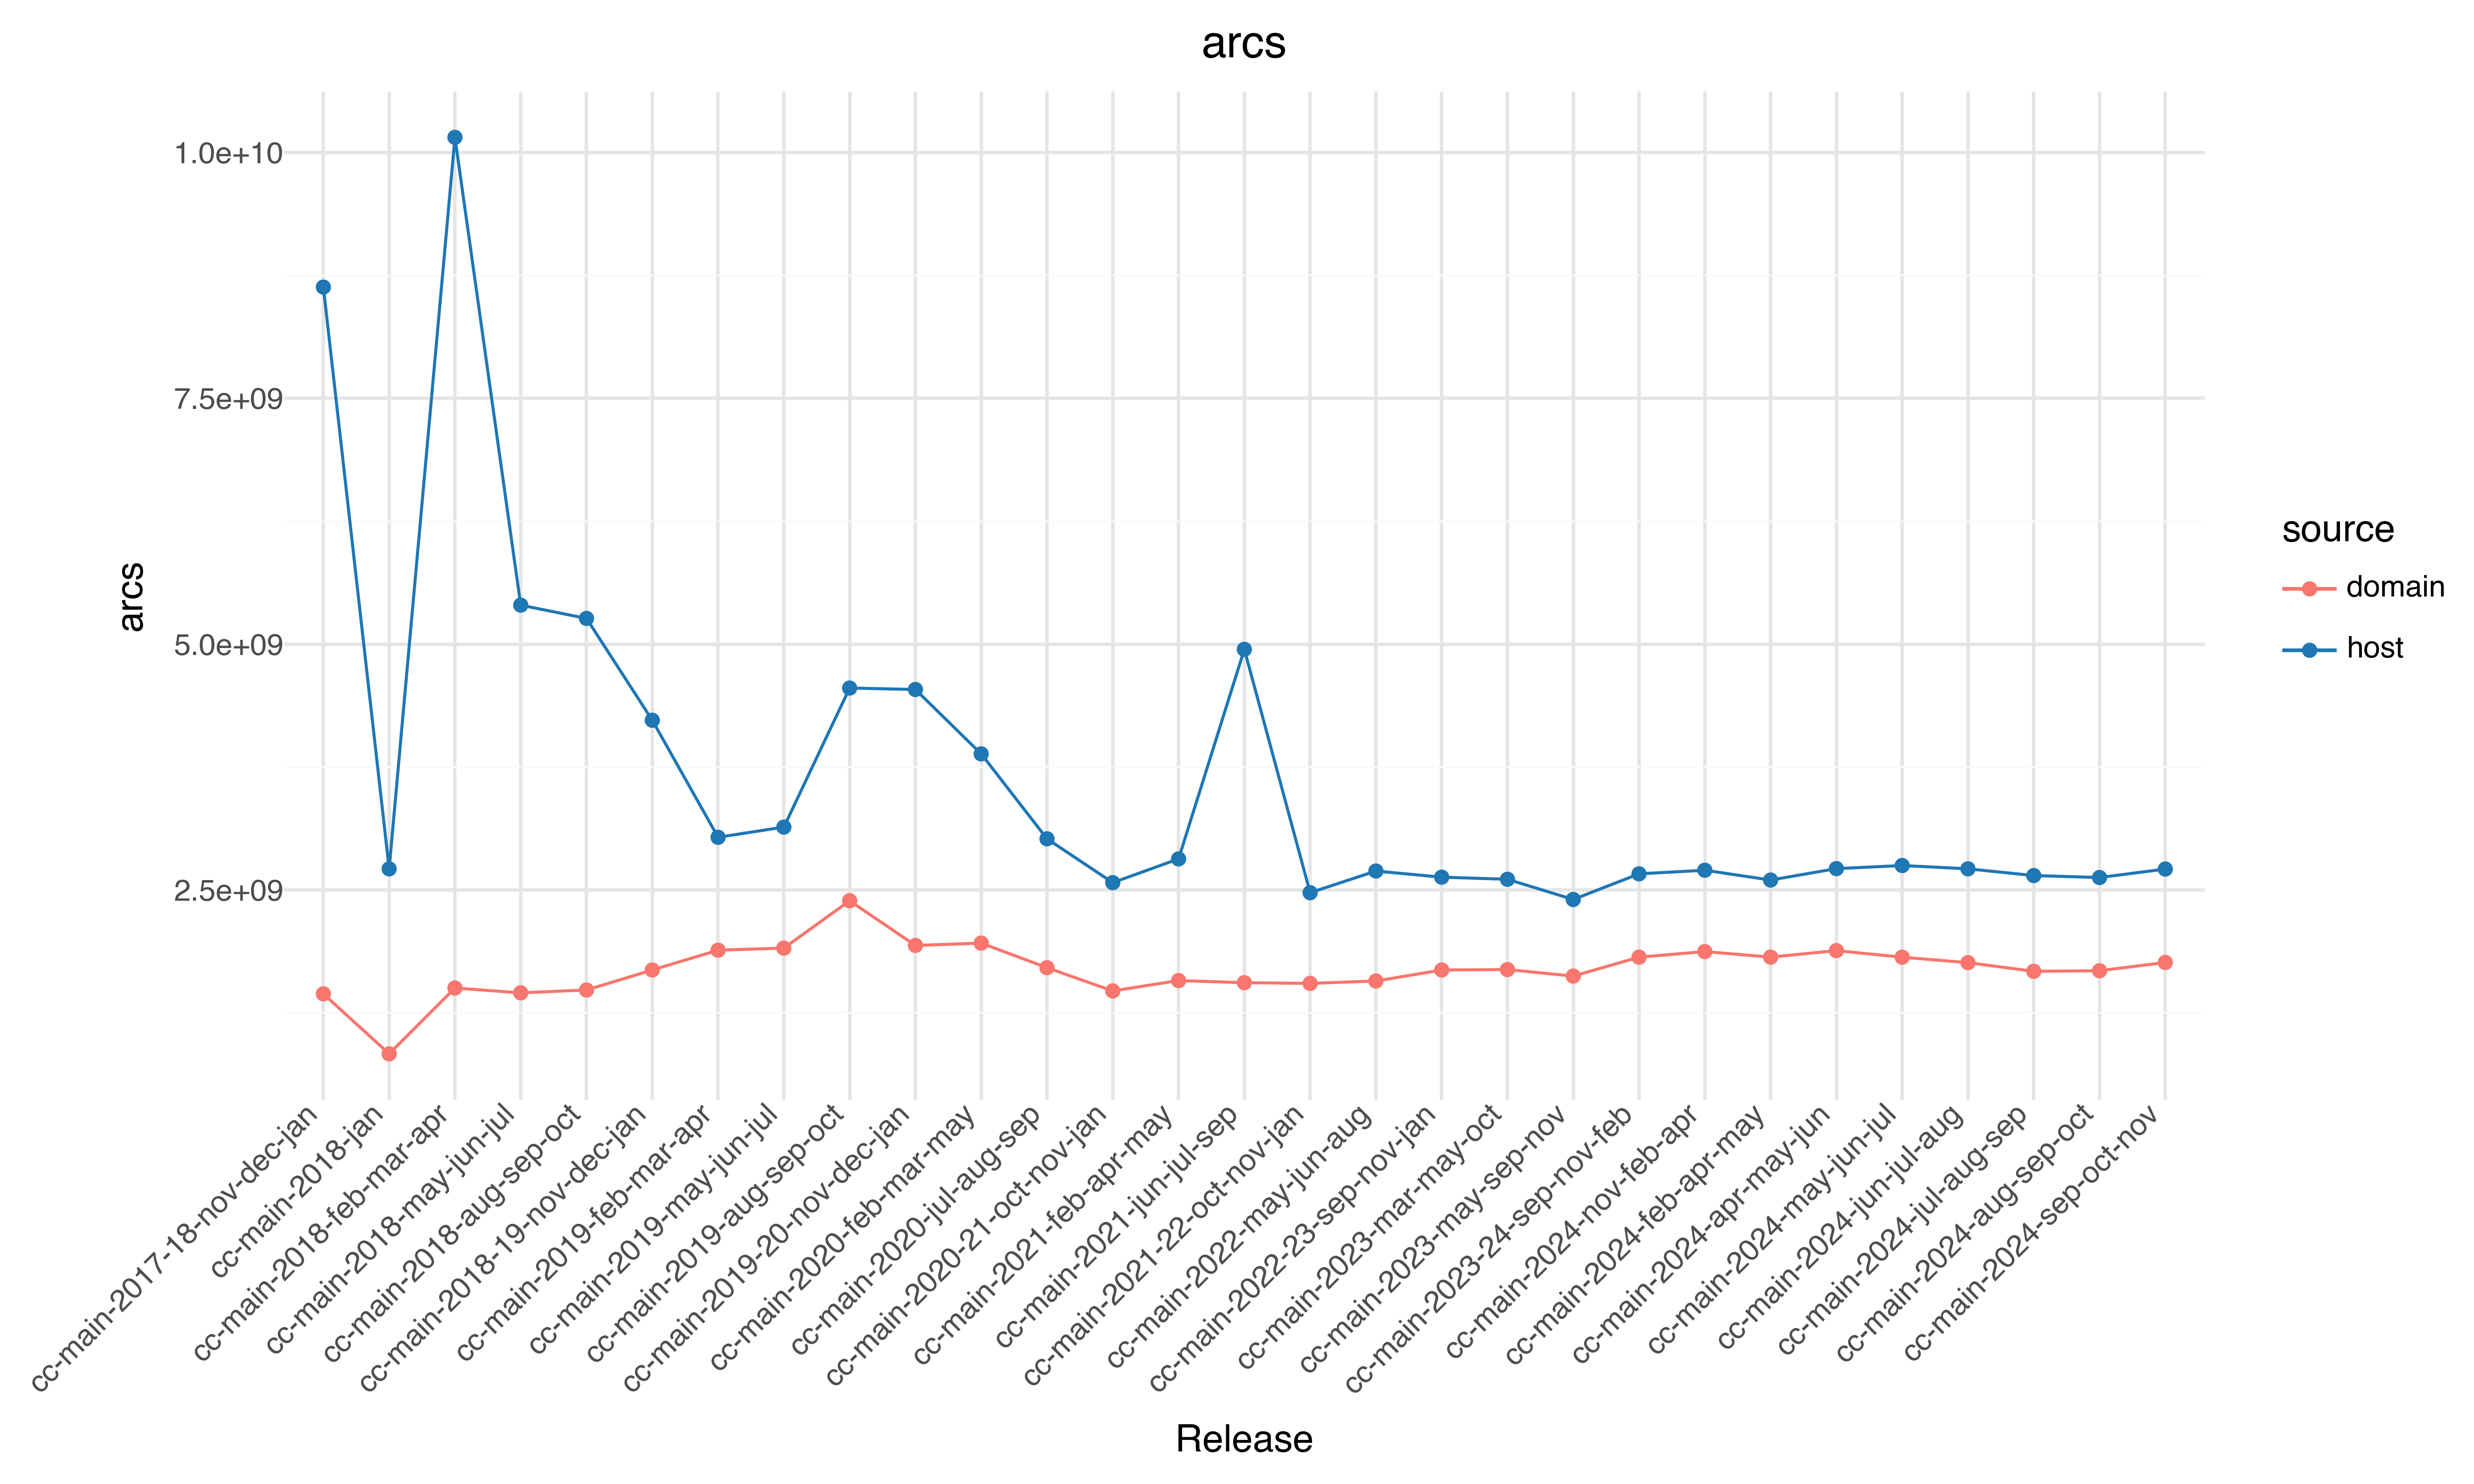 arcs
1.0e+10
7.5e+09
5.0e+09
2.5e+09
arcs
cc-main-2017-18-nov-dec-jan
cc-main-2018-jan
cc-main-2018-feb-mar-apr
cc-main-2018-may-jun-jul
cc-main-2018-aug-sep-oct
cc-main-2018-19-nov-dec-jan
cc-main-2019-feb-mar-apr
cc-main-2019-may-jun-jul
cc-main-2019-aug-sep-oct
cc-main-2019-20-nov-dec-jan
cc-main-2020-feb-mar-may
cc-main-2020-jul-aug-sep
cc-main-2020-21-oct-nov-jan
cc-main-2021-feb-apr-may
cc-main-2021-jun-jul-sep
cc-main-2021-22-oct-nov-jan
cc-main-2022-may-jun-aug
cc-main-2022-23-sep-nov-jan
cc-main-2023-mar-may-oct
cc-main-2023-may-sep-nov
cc-main-2023-24-sep-nov-feb
cc-main-2024-nov-feb-apr
cc-main-2024-feb-apr-may
cc-main-2024-apr-may-jun
cc-main-2024-may-jun-jul
cc-main-2024-jun-jul-aug
cc-main-2024-jul-aug-sep
cc-main-2024-aug-sep-oct
cc-main-2024-sep-oct-nov
Release
source
domain
host